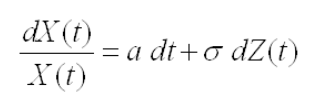 dX(t)/X(t) = a dt + σ dZ(t)